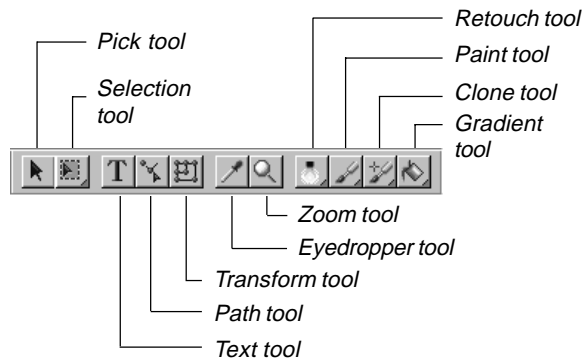 Retouch tool
Pick tool
Paint tool
Selection
tool
Clone tool
Gradient
tool
T
Zoom tool
Eyedropper tool
Transform tool
Path tool
Text tool